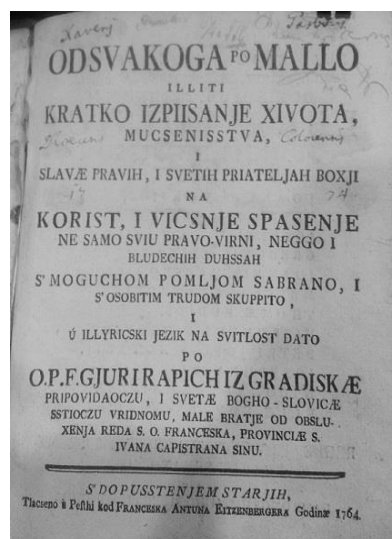 ODSVAKOGA PO MALLO
ILLITI
KRATKO IZPIISANJE XIVOTA,
MUCSENISSTVA,
I
SLAVÆ PRAVIH, I SVETIH PRIATELJAH BOXJI
NA
KORIST, I VICSNJE SPASENJE
NE SAMO SVIU PRAVO-VIRNI, NEGGO I
BLUDECHIH DUHSSAH
S' MOGUCHOM POMLJOM SABRANO, I
S' OSOBITIM TRUDOM SKUPPITO,
I
Ú ILLYRICSKI JEZIK NA SVITLOST DATO
PO
O.P.F. GJURI RAPICH IZ GRADISKÆ
PRIPOVIDAOCZU, I SVETÆ BOGHO-SLOVICÆ
SSTIOCZU VRIDNOMU, MALE BRATJE OD OBSLU-
XENJA REDA S. O. FRANCESKA, PROVINCIÆ S.
IVANA CAPISTRANA SINU.
S' DOPUSSTENJEM STARJIH,
Tlacseno ù Peshti kod FRANCESKA ANTUNA EITZENBERGERA Godinæ 1764.